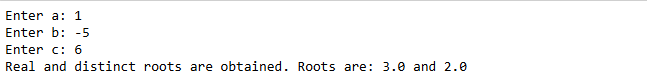 Enter a: 1
Enter b: -5
Enter c: 6
Real and distinct roots are obtained. Roots are: 3.0 and 2.0